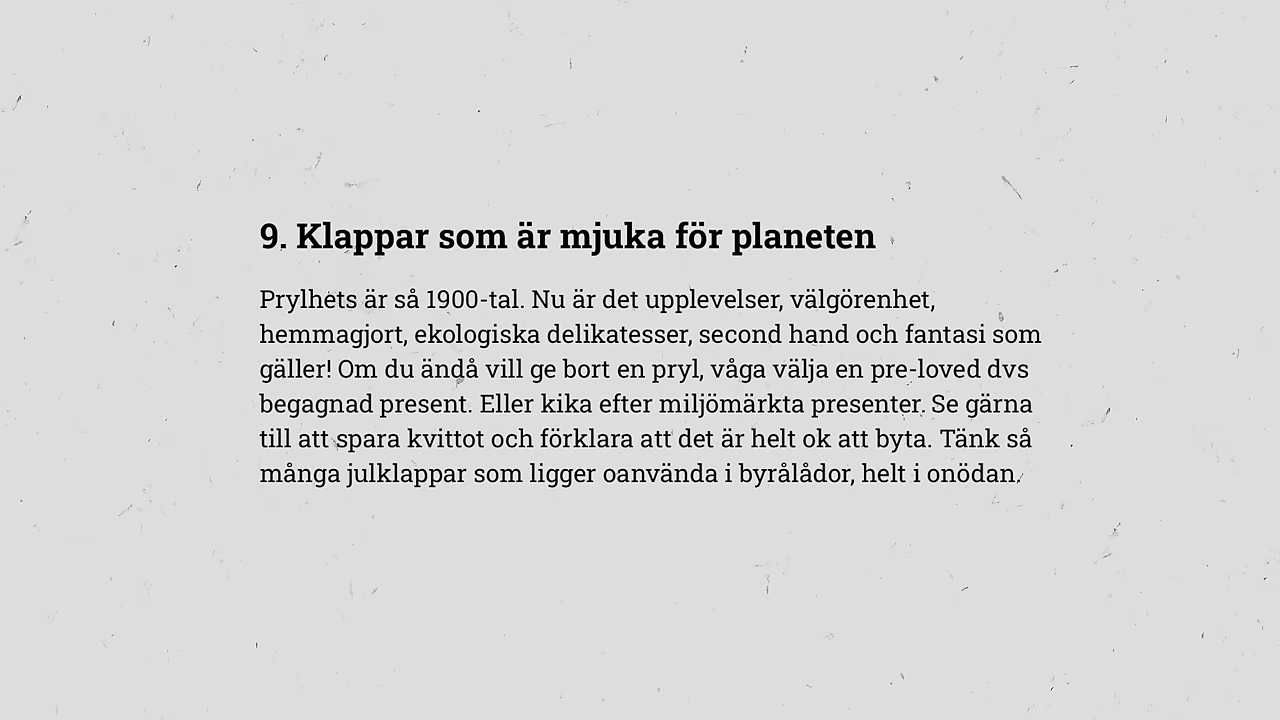 9. Klappar som är mjuka för planeten
Prylhets är så 1900-tal. Nu är det upplevelser, välgörenhet,
hemmagjort, ekologiska delikatesser, second hand och fantasi som
gäller! Om du ändå vill ge bort en pryl, våga välja en pre-loved dvs
begagnad present. Eller kika efter miljömärkta presenter. Se gärna
till att spara kvittot och förklara att det är helt ok att byta. Tänk så
många julklappar som ligger oanvända i byrålådor, helt i onödan.